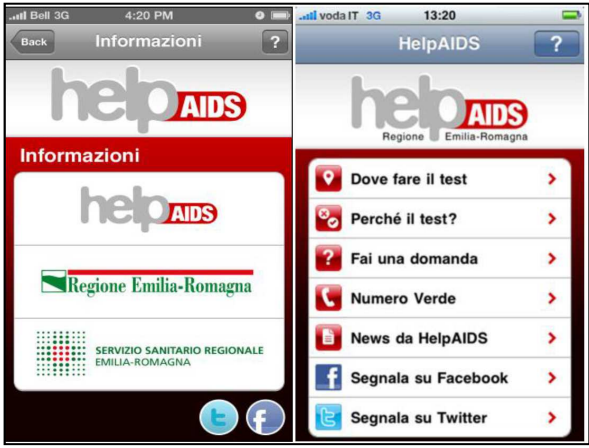 Bell 3G 4:20 PM
Back Informazioni ?
help AIDS
Informazioni
help AIDS
Regione Emilia-Romagna
SERVIZIO SANITARIO REGIONALE
EMILIA-ROMAGNA
t f
voda IT 3G 13:20
HelpAIDS ?
help AIDS
Regione Emilia-Romagna
Dove fare il test
Perché il test?
? Fai una domanda
Numero Verde
News da HelpAIDS
f Segnala su Facebook
t Segnala su Twitter